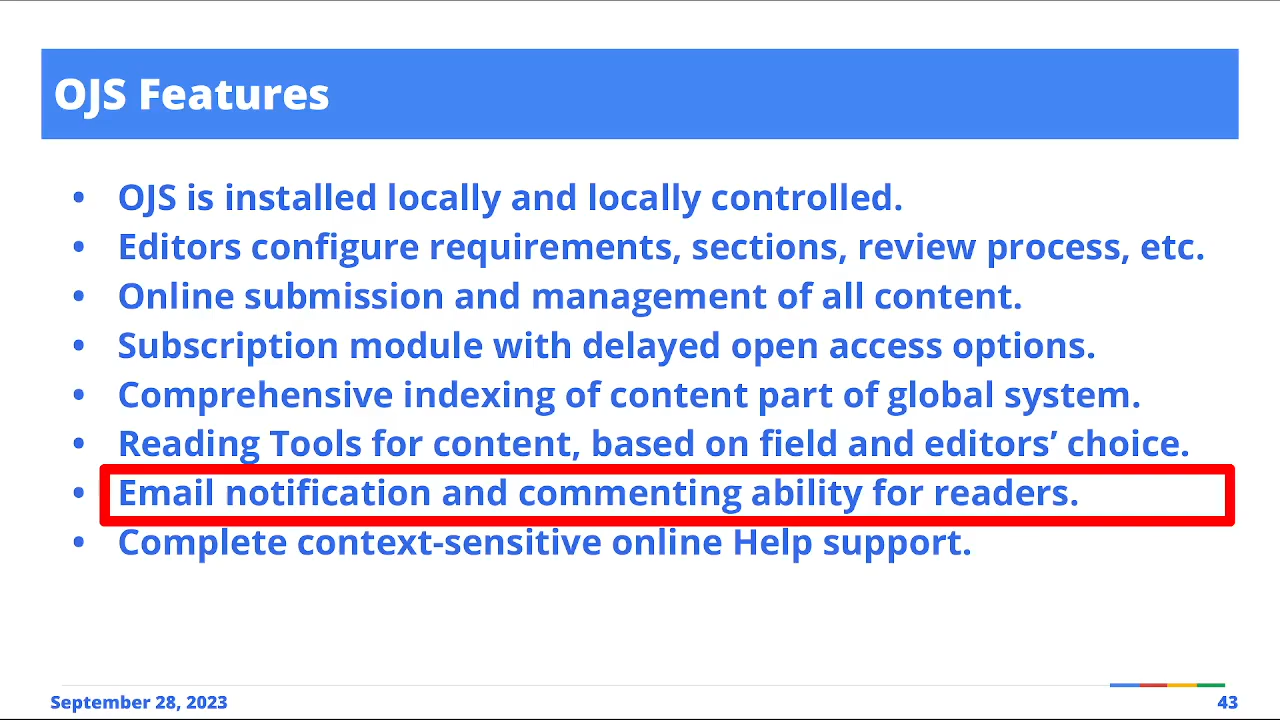 OJS Features
• OJS is installed locally and locally controlled.
• Editors configure requirements, sections, review process, etc.
• Online submission and management of all content.
• Subscription module with delayed open access options.
• Comprehensive indexing of content part of global system.
• Reading Tools for content, based on field and editors’ choice.
• Email notification and commenting ability for readers.
• Complete context-sensitive online Help support.
September 28, 2023
43